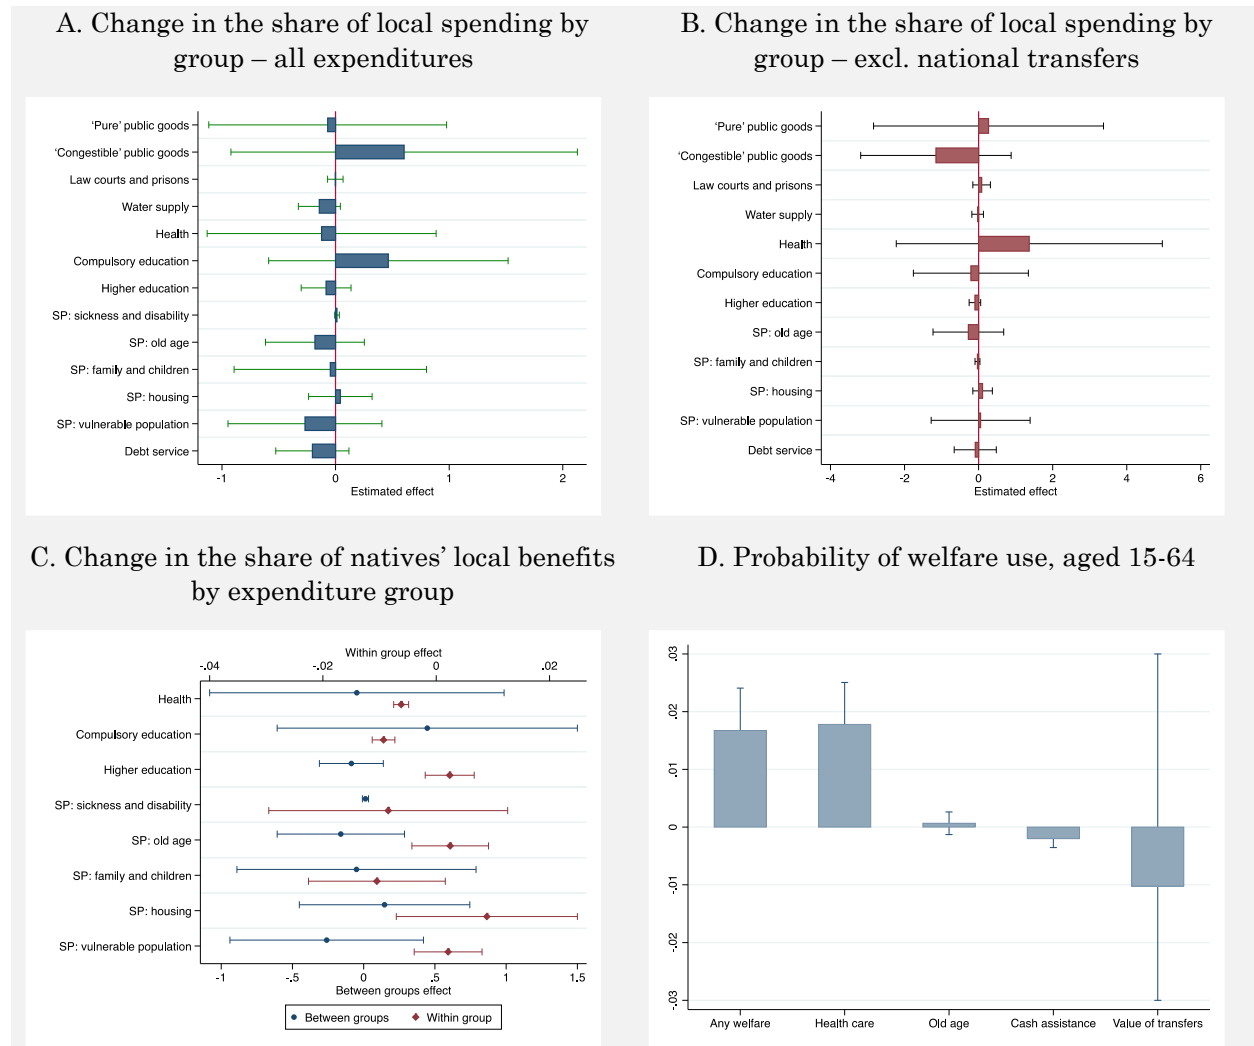 A. Change in the share of local spending by
group – all expenditures
'Pure' public goods
'Congestible' public goods
Law courts and prisons
Water supply
Health
Compulsory education
Higher education
SP: sickness and disability
SP: old age
SP: family and children
SP: housing
SP: vulnerable population
Debt service
-1 0 1 2
Estimated effect
B. Change in the share of local spending by
group – excl. national transfers
'Pure' public goods
'Congestible' public goods
Law courts and prisons
Water supply
Health
Compulsory education
Higher education
SP: old age
SP: family and children
SP: housing
SP: vulnerable population
Debt service
-4 -2 0 2 4 6
Estimated effect
C. Change in the share of natives' local benefits
by expenditure group
Within group effect
-.04 -.02 0 .02
Health
Compulsory education
Higher education
SP: sickness and disability
SP: old age
SP: family and children
SP: housing
SP: vulnerable population
-1 -.5 0 .5 1 1.5
Between groups effect
Between groups Within group
D. Probability of welfare use, aged 15-64
.03
.02
.01
0
-.01
-.02
-.03
Any welfare Health care Old age Cash assistance Value of transfers